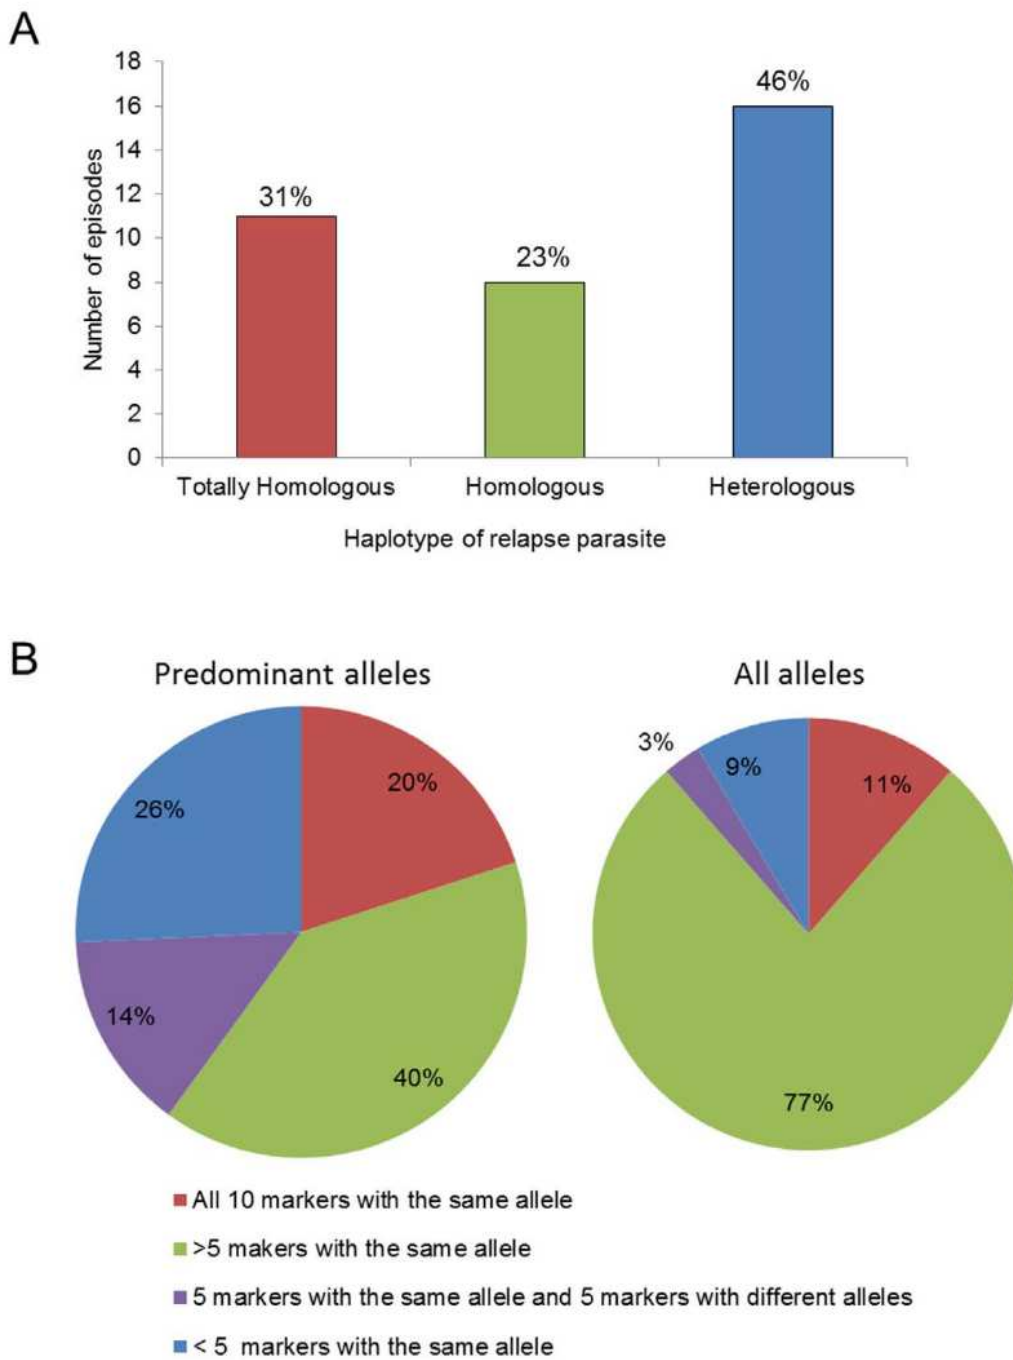 A
18
16
14
12
10
8
6
4
2
0
Number of episodes
31%
23%
46%
Totally Homologous
Homologous
Heterologous
Haplotype of relapse parasite
B
Predominant alleles
All alleles
20%
40%
14%
26%
11%
77%
3%
9%
All 10 markers with the same allele
>5 makers with the same allele
5 markers with the same allele and 5 markers with different alleles
< 5 markers with the same allele